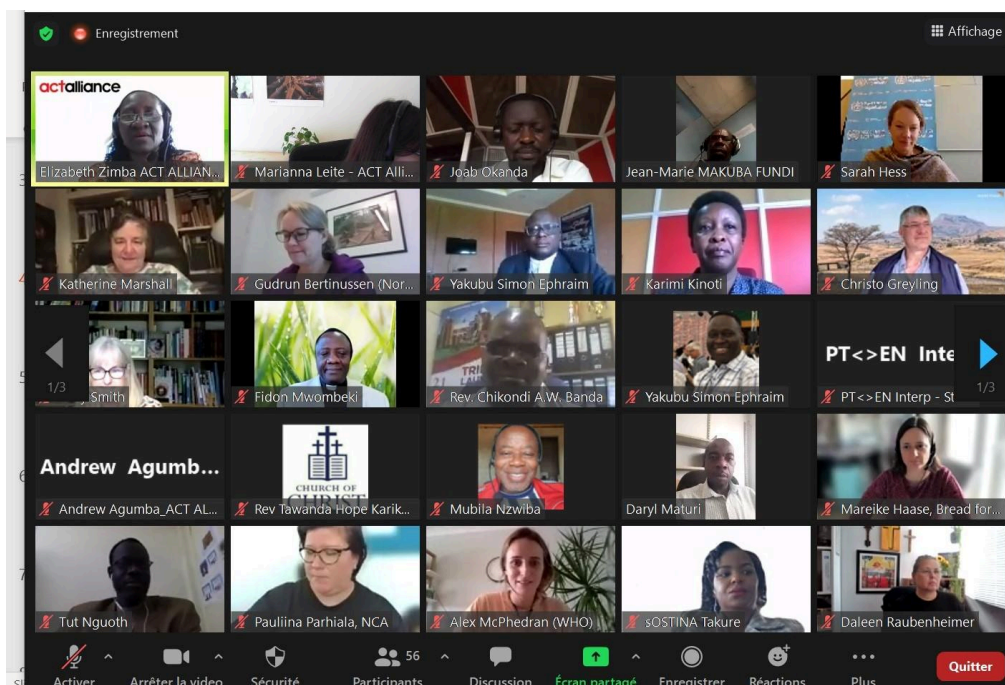 Enregistrement
Affichage
actalliance
Elizabeth Zimba ACT ALLIAN...
Marianna Leite - ACT Alli...
Joab Okanda
Jean-Marie MAKUBA FUNDI
Sarah Hess
Katherine Marshall
Gudrun Bertinussen (Nor...
Yakubu Simon Ephraim
Karimi Kinoti
Christo Greyling
1/3
Smith
Fidon Mwombeki
Rev. Chikondi A.W. Banda
Yakubu Simon Ephraim
PT<>EN Inte
PT<>EN Interp - St
1/3
Andrew Agumb...
Andrew Agumba_ACT AL...
CHURCH OF
CHRIST
Rev Tawanda Hope Karik...
Mubila Nzwiba
Daryl Maturi
Mareike Haase, Bread for...
Tut Nguoth
Pauliina Parhiala, NCA
Alex McPhedran (WHO)
sOSTINA Takure
Daleen Raubenheimer
Activer
Arrêter la video
Sécurité
56
Participants
Discussion
Écran partagé
Enregistrer
Réactions
Plus
Quitter